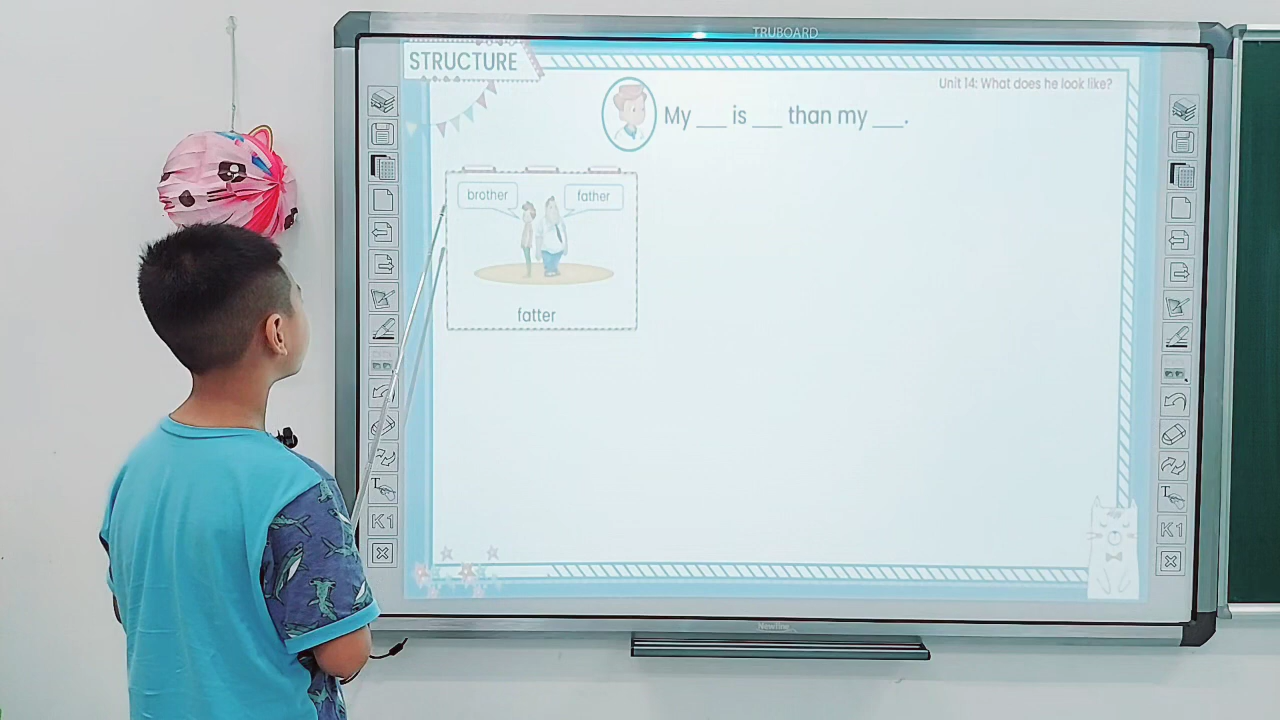 TRUBOARD
STRUCTURE
Unit 14: What does he look like?
My ___ is ___ than my ___.
brother
father
fatter
T
K1
T
K1
Newline